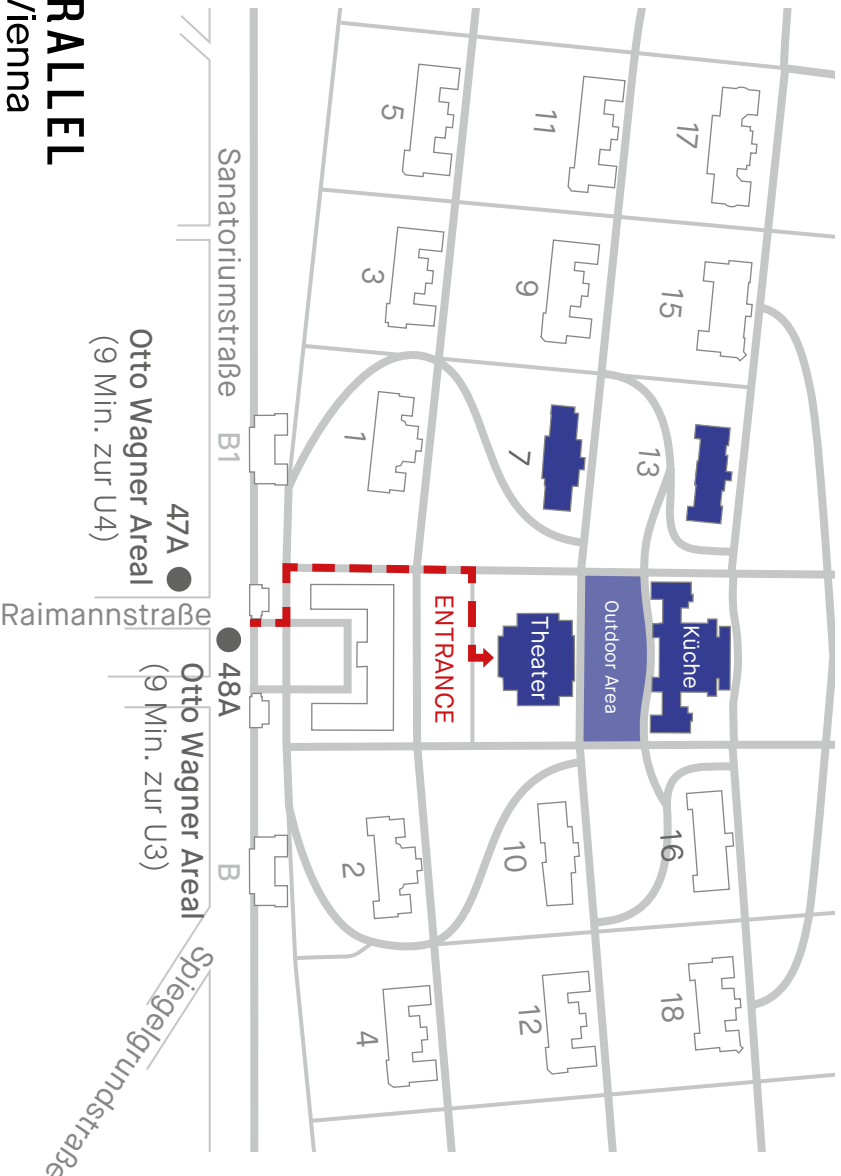 17
15
13
Küche
16
18
Outdoor Area
11
9
7
Theater
10
12
ENTRANCE
5
3
1
2
4
Sanatoriumstraße
B1
48A
B
Otto Wagner Areal
(9 Min. zur U3)
47A
Otto Wagner Areal
(9 Min. zur U4)
Raimannstraße
Spiegelgrundstraße
RALLEL
Vienna